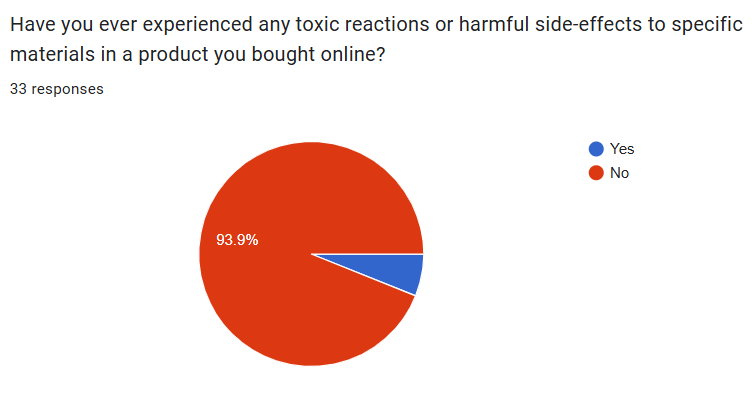 Have you ever experienced any toxic reactions or harmful side-effects to specific
materials in a product you bought online?
33 responses
Yes
No
93.9%